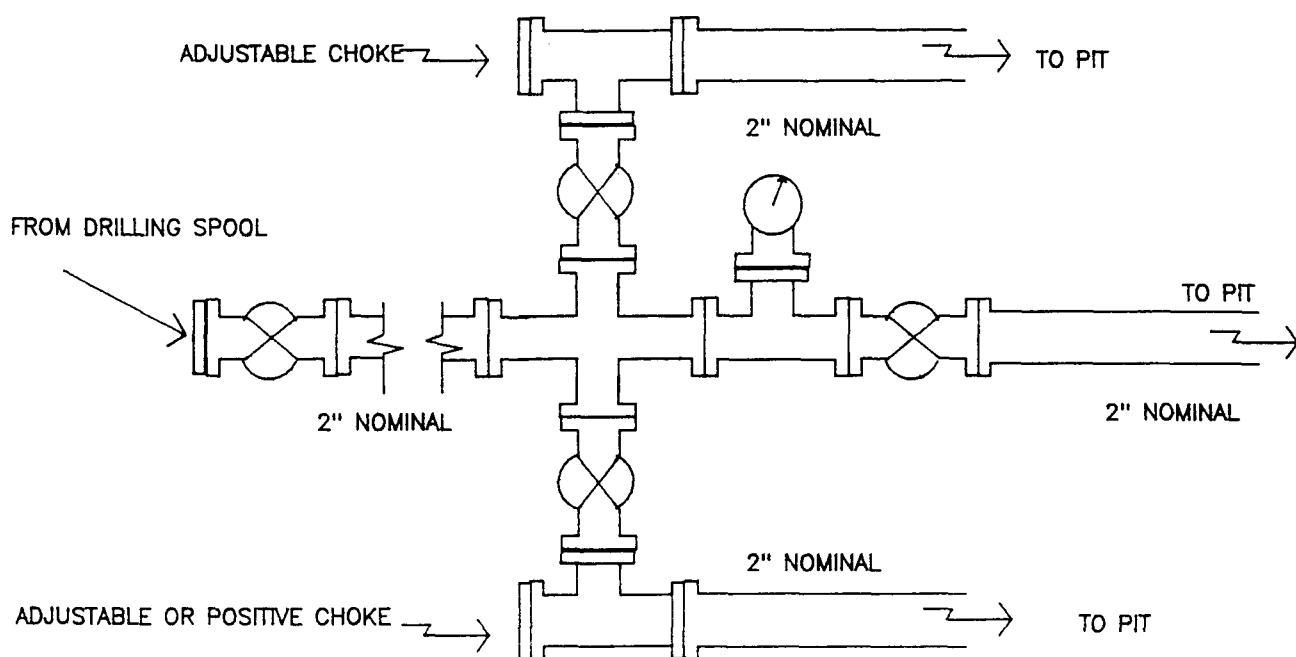 ADJUSTABLE CHOKE
TO PIT
2" NOMINAL
FROM DRILLING SPOOL
TO PIT
2" NOMINAL
2" NOMINAL
2" NOMINAL
ADJUSTABLE OR POSITIVE CHOKE
TO PIT